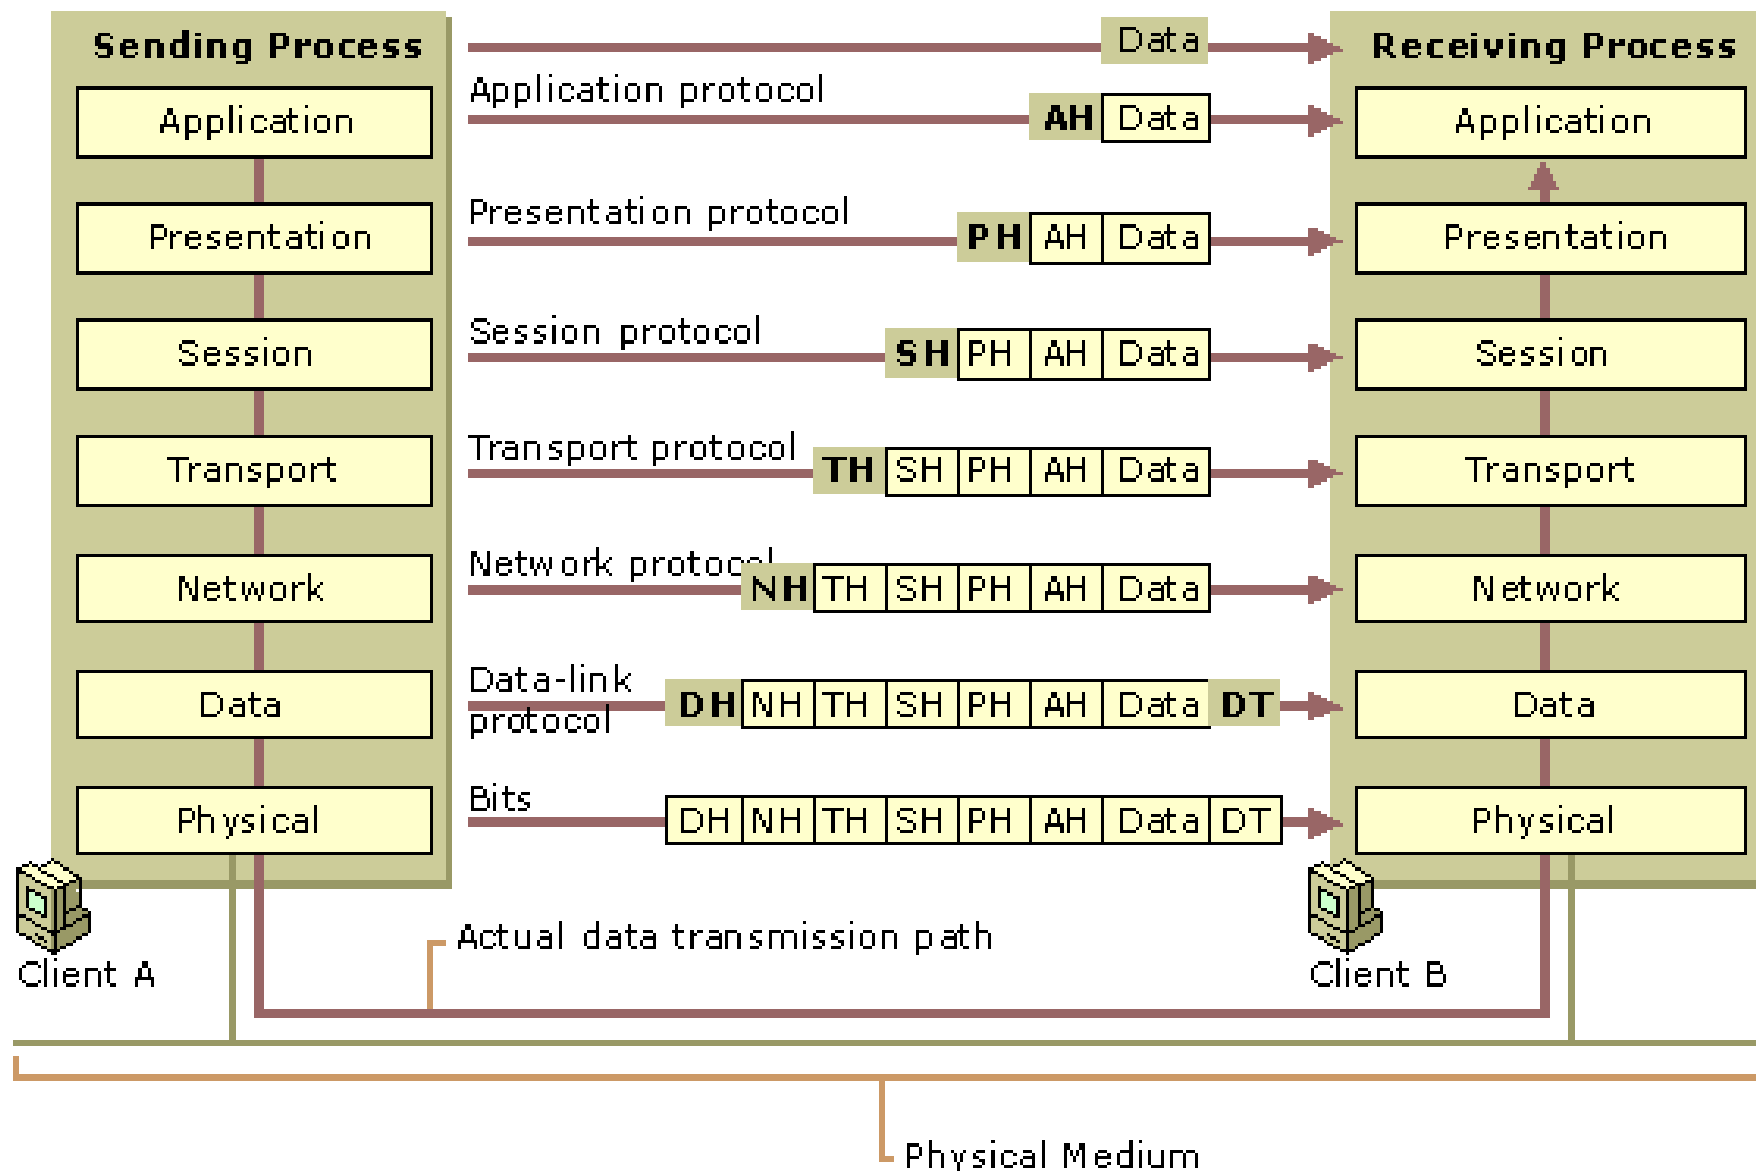 Sending Process
Data
Receiving Process
Application protocol
Application
AH Data
Application
Presentation protocol
Presentation
PH AH Data
Presentation
Session protocol
Session
SH PH AH Data
Session
Transport protocol
Transport
TH SH PH AH Data
Transport
Network protocol
Network
NH TH SH PH AH Data
Network
Data-link
protocol
Data
DH NH TH SH PH AH Data DT
Data
Bits
Physical
DH NH TH SH PH AH Data DT
Physical
Actual data transmission path
Client A
Client B
Physical Medium